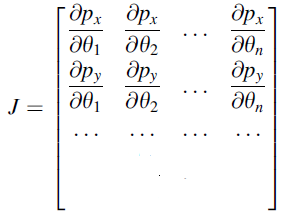 J = [ ∂p_x/∂θ_1 ∂p_x/∂θ_2 ... ∂p_x/∂θ_n
∂p_y/∂θ_1 ∂p_y/∂θ_2 ... ∂p_y/∂θ_n
... ... ... ... ]